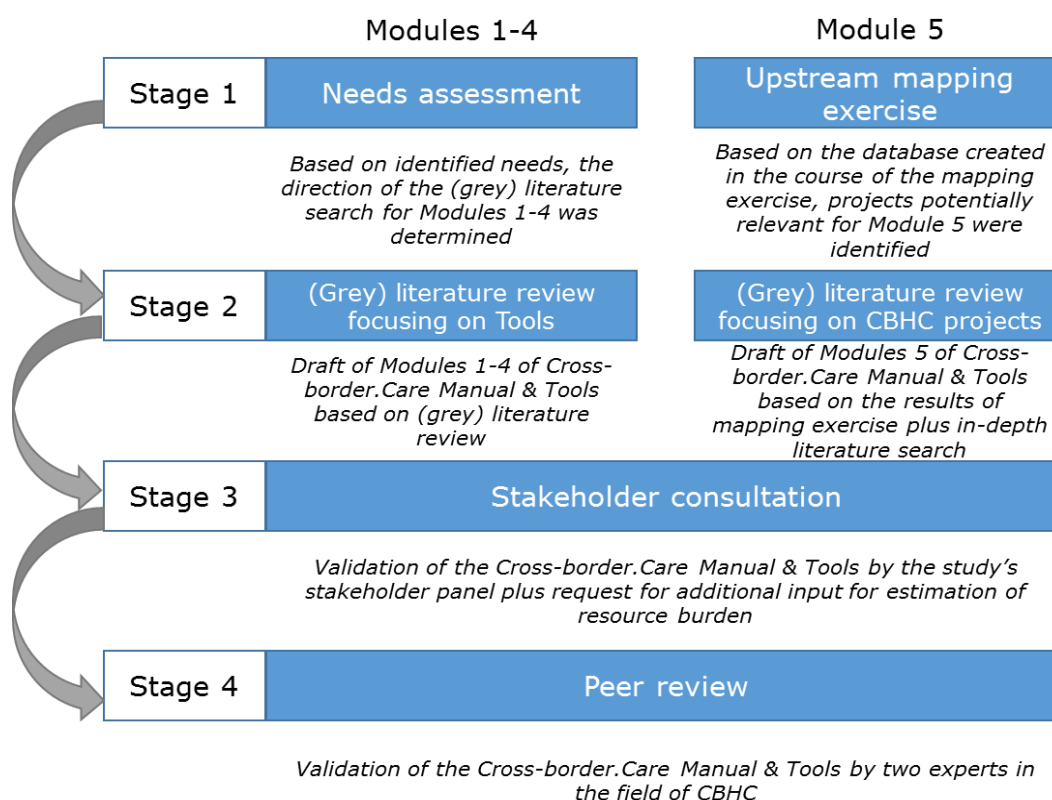 Modules 1-4
Module 5
Stage 1
Needs assessment
Upstream mapping
exercise
Based on identified needs, the
direction of the (grey) literature
search for Modules 1-4 was
determined
Based on the database created
in the course of the mapping
exercise, projects potentially
relevant for Module 5 were
identified
Stage 2
(Grey) literature review
focusing on Tools
(Grey) literature review
focusing on CBHC projects
Draft of Modules 1-4 of Cross-
border.Care Manual & Tools
based on (grey) literature
review
Draft of Modules 5 of Cross-
border.Care Manual & Tools
based on the results of
mapping exercise plus in-depth
literature search
Stage 3
Stakeholder consultation
Validation of the Cross-border.Care Manual & Tools by the study’s
stakeholder panel plus request for additional input for estimation of
resource burden
Stage 4
Peer review
Validation of the Cross-border.Care Manual & Tools by two experts in
the field of CBHC